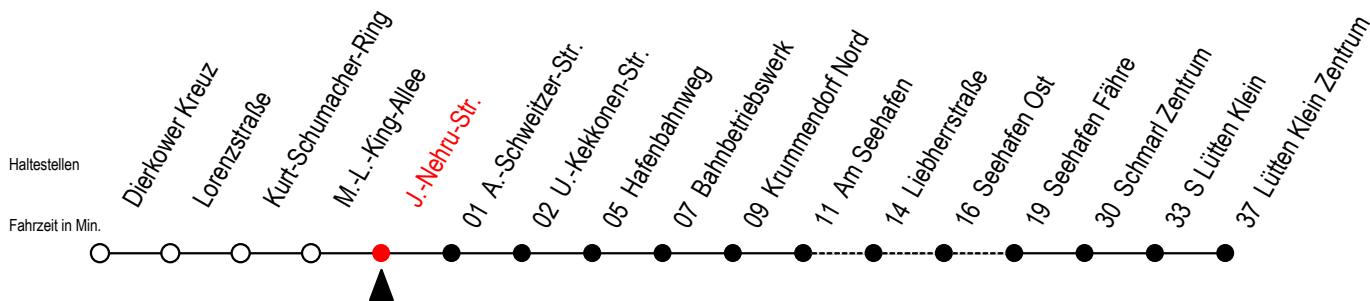 Haltestellen
Fahrzeit in Min.
Dierkower Kreuz
Lorenzstraße
Kurt-Schumacher-Ring
M.-L.-King-Allee
J.-Nehru-Str.
01 A.-Schweitzer-Str.
02 U.-Kekkonen-Str.
05 Hafenbahnweg
07 Bahnbetriebswerk
09 Krummendorf Nord
11 Am Seehafen
14 Liebherrstraße
16 Seehafen Ost
19 Seehafen Fähre
30 Schmarl Zentrum
33 S Lütten Klein
37 Lütten Klein Zentrum